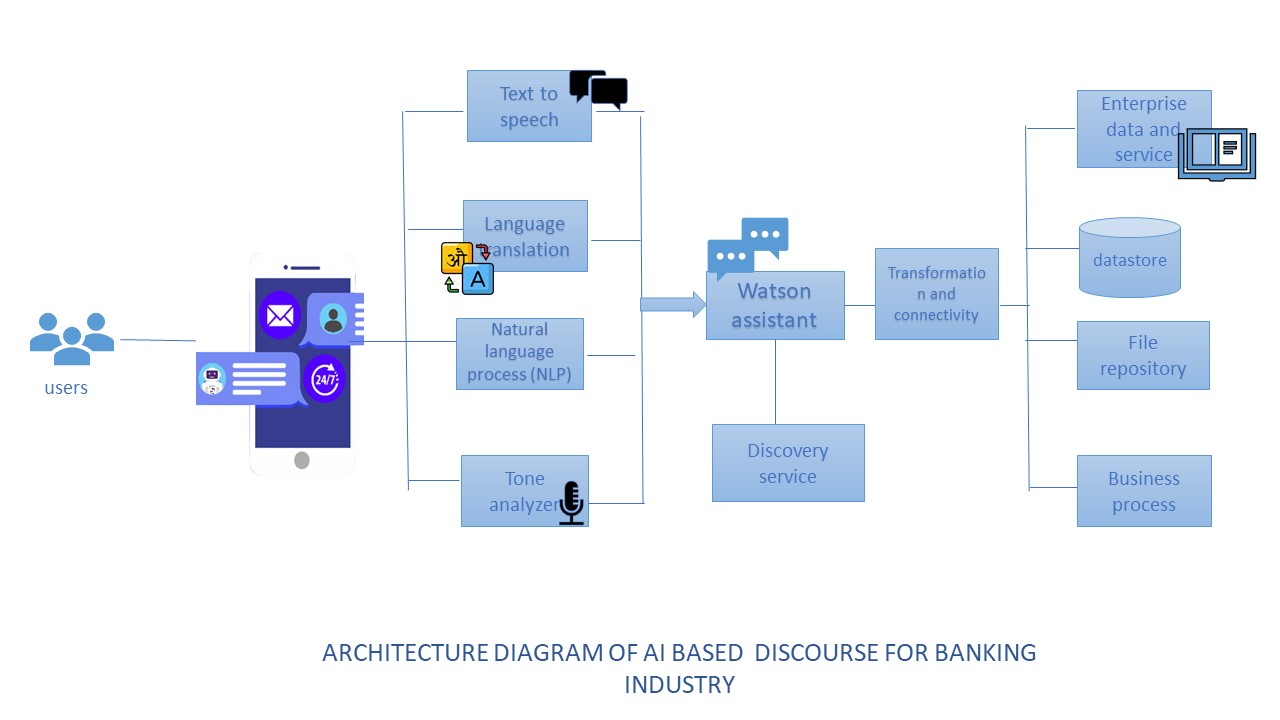 Text to
speech
Language
translation
औ
A
Natural
language
process (NLP)
Tone
analyzer
users
24/7
Watson
assistant
Discovery
service
Transformatio
n and
connectivity
Enterprise
data and
service
datastore
File
repository
Business
process
ARCHITECTURE DIAGRAM OF AI BASED DISCOURSE FOR BANKING
INDUSTRY